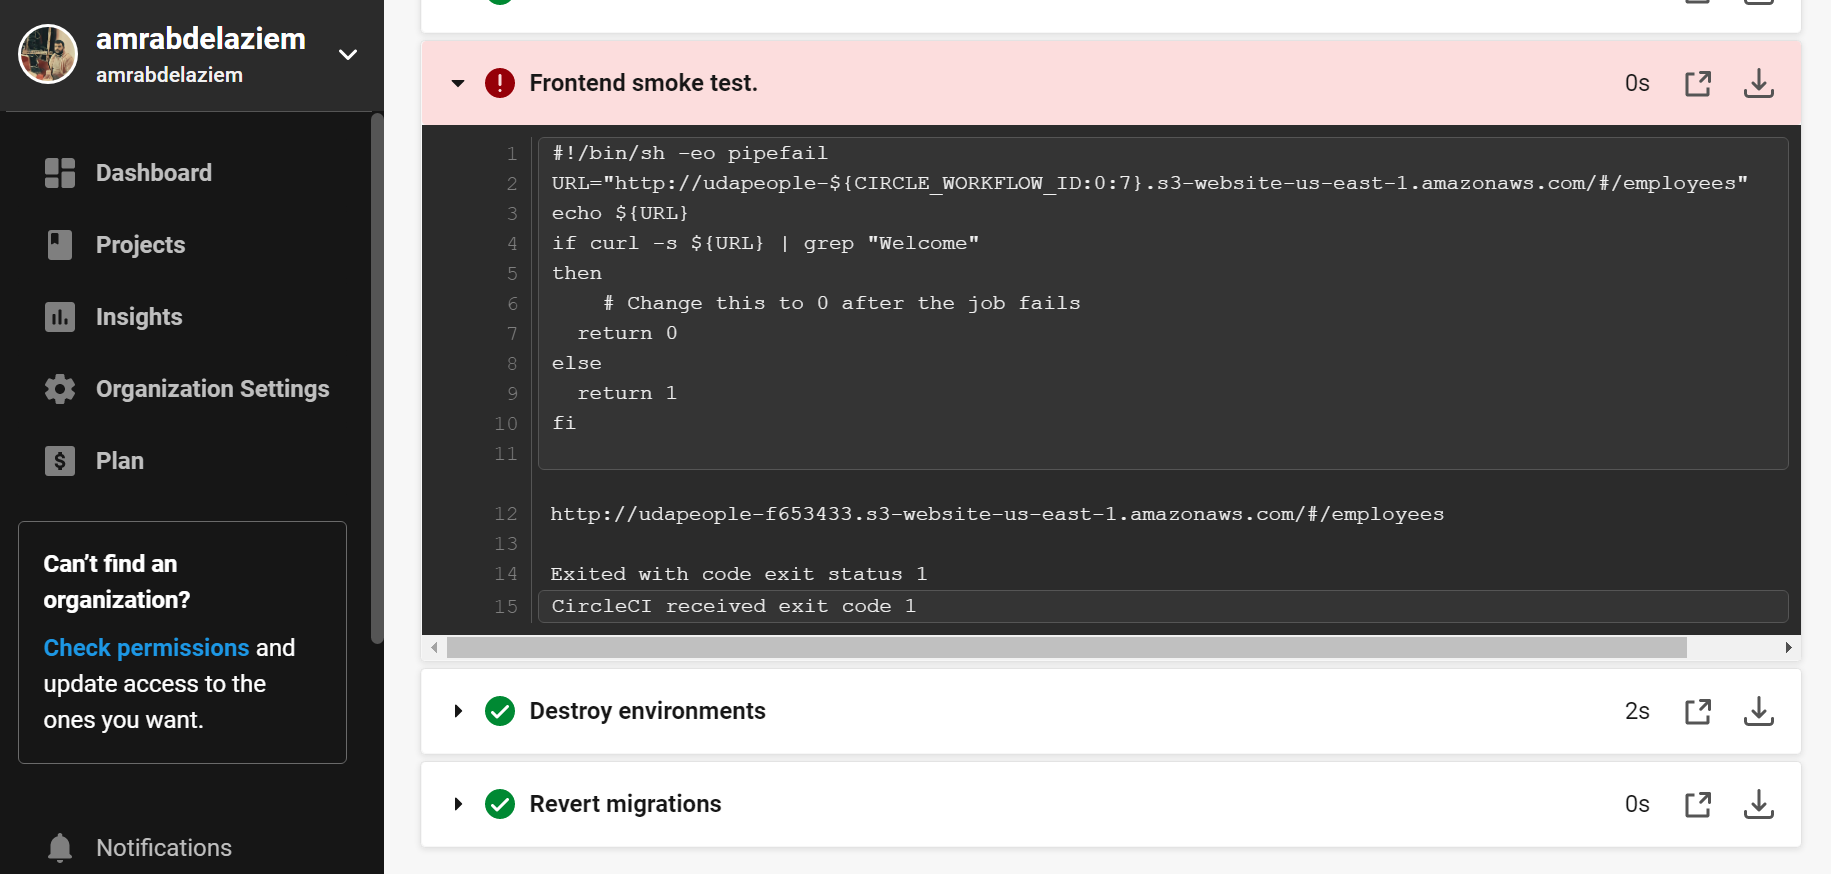 amrabdelaziem
amrabdelaziem
Dashboard
Projects
Insights
Organization Settings
Plan
Can't find an
organization?
Check permissions and
update access to the
ones you want.
Notifications
Frontend smoke test.
0s
1 #!/bin/sh -eo pipefail
2 URL="http://udapeople-${CIRCLE_WORKFLOW_ID:0:7}.s3-website-us-east-1.amazonaws.com/#/employees"
3 echo ${URL}
4 if curl -s ${URL} | grep "Welcome"
5 then
6 # Change this to 0 after the job fails
7 return 0
8 else
9 return 1
10 fi
11
12 http://udapeople-f653433.s3-website-us-east-1.amazonaws.com/#/employees
13
14 Exited with code exit status 1
15 CircleCI received exit code 1
Destroy environments
2s
Revert migrations
0s